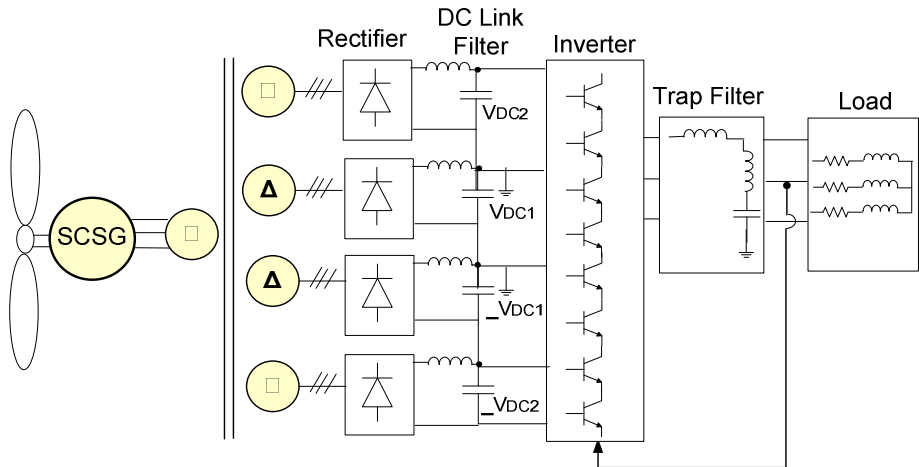 Rectifier
DC Link
Filter
Inverter
Trap Filter
Load
VDC2
Δ
VDC1
SCSG
Δ
_VDC1
_VDC2